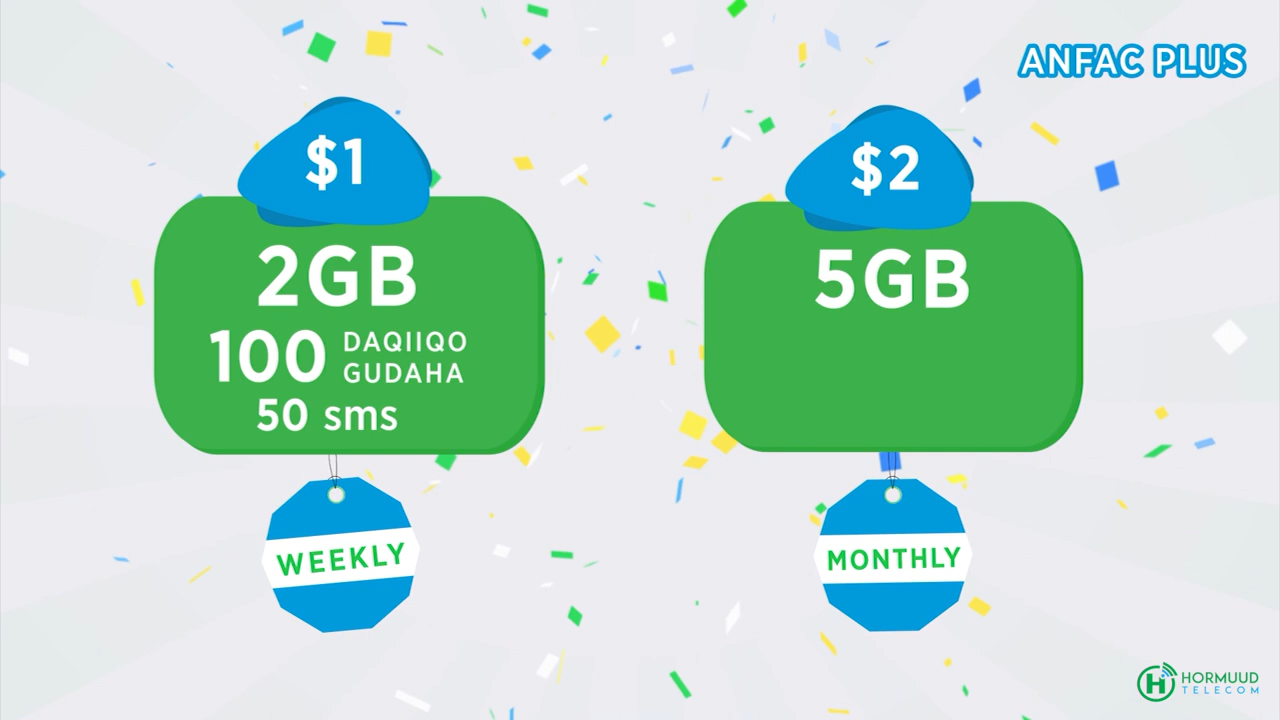 ANFAC PLUS
$1
2GB
100 DAQIIQO
GUDAHA
50 sms
WEEKLY
$2
5GB
MONTHLY
HORMUUD
TELECOM